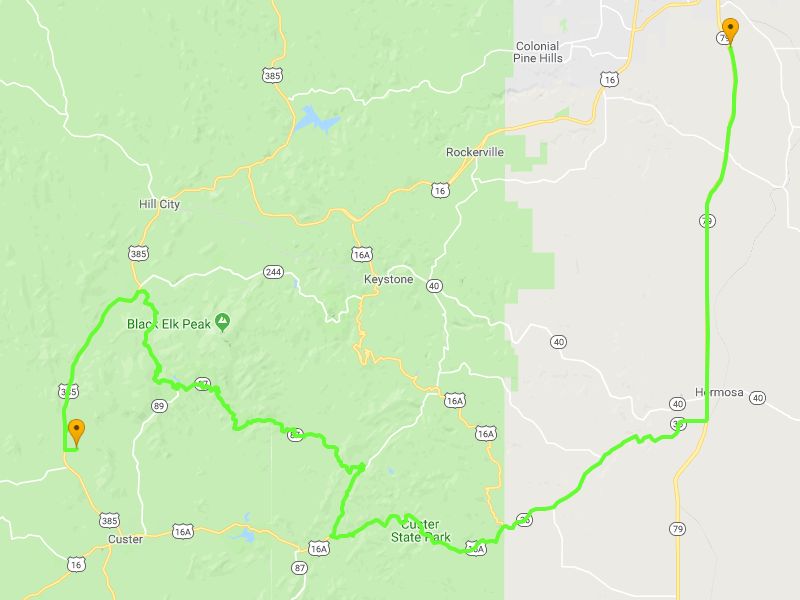 79
Colonial
Pine Hills
385
16
Rockerville
16
Hill City
79
385
16A
244
Keystone
40
Black Elk Peak
40
87
385
Hermosa
40
40
89
16A
36
87
16A
385
36
Custer
State Park
16A
79
Custer
16A
16A
16
87